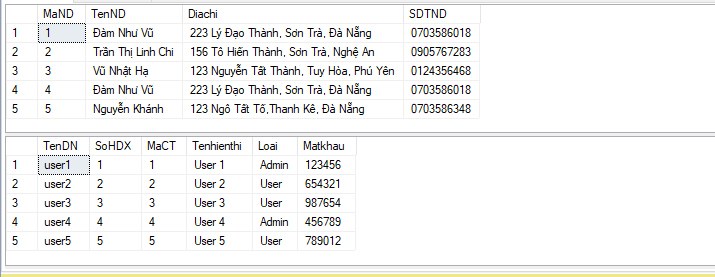 MaND TenND Diachi SDTND
1 1 Đàm Như Vũ 223 Lý Đạo Thành, Sơn Trà, Đà Nẵng 0703586018
2 2 Trần Thị Linh Chi 156 Tô Hiến Thành, Sơn Trà, Nghệ An 0905767283
3 3 Vũ Nhật Hạ 123 Nguyễn Tất Thành, Tuy Hòa, Phú Yên 0124356468
4 4 Đàm Như Vũ 223 Lý Đạo Thành, Sơn Trà, Đà Nẵng 0703586018
5 5 Nguyễn Khánh 123 Ngô Tất Tố,Thanh Kê, Đà Nẵng 0703586348
TenDN SoHDX MaCT Tenhienthi Loai Matkhau
1 user1 1 1 User 1 Admin 123456
2 user2 2 2 User 2 User 654321
3 user3 3 3 User 3 User 987654
4 user4 4 4 User 4 Admin 456789
5 user5 5 5 User 5 User 789012